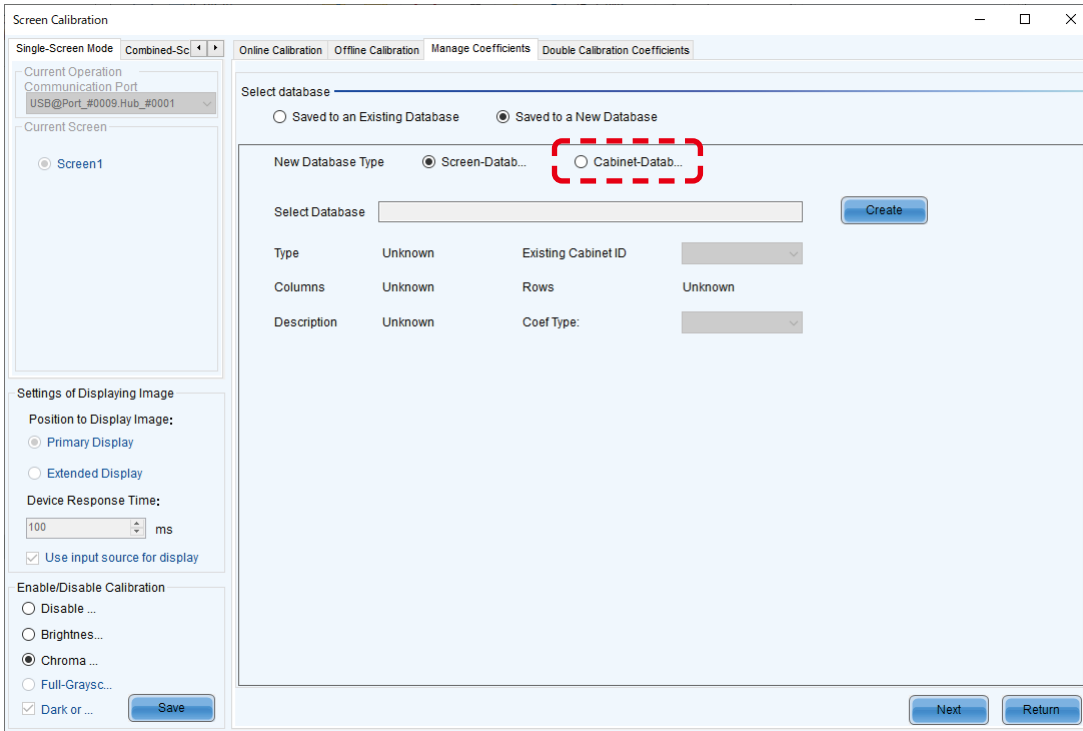 Screen Calibration
Single-Screen Mode Combined-Sc
Current Operation
Communication Port
USB@Port_#0009.Hub_#0001
Current Screen
Screen1
Settings of Displaying Image
Position to Display Image:
Primary Display
Extended Display
Device Response Time:
100 ms
Use input source for display
Enable/Disable Calibration
Disable ...
Brightnes...
Chroma ...
Full-Graysc...
Dark or ... Save
Online Calibration Offline Calibration Manage Coefficients Double Calibration Coefficients
Select database
Saved to an Existing Database Saved to a New Database
New Database Type Screen-Datab... Cabinet-Datab...
Select Database Create
Type Unknown Existing Cabinet ID
Columns Unknown Rows Unknown
Description Unknown Coef Type:
Next Return